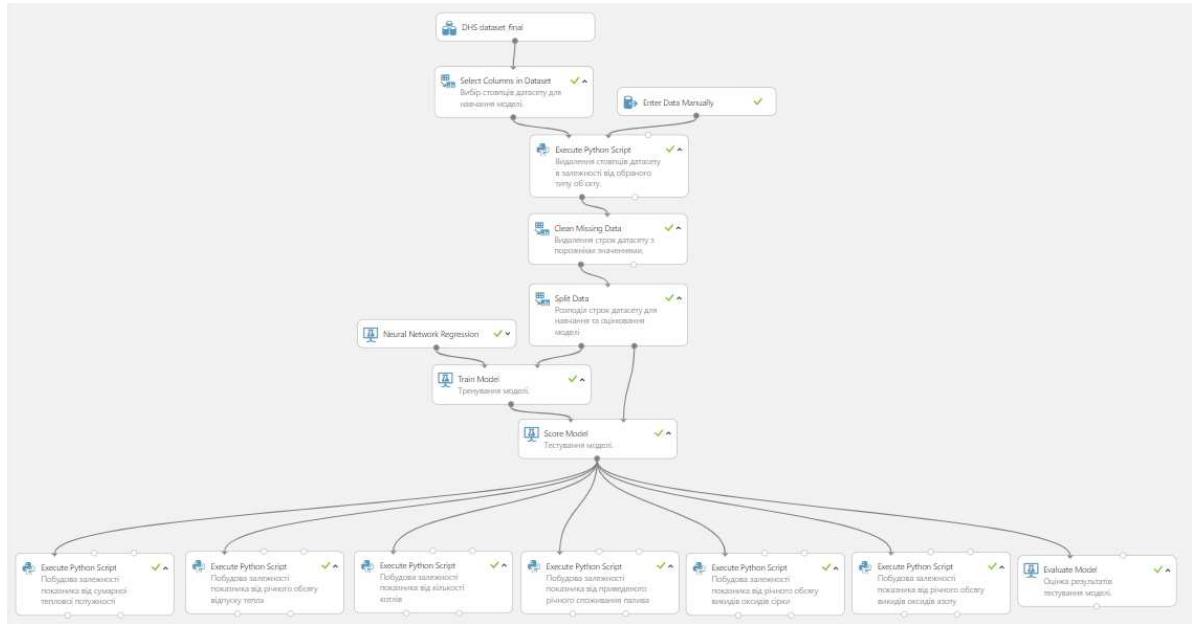 DHS dataset final
Select Columns in Dataset
Вибір стовпців датасету для
навчання моделі.
Enter Data Manually
Execute Python Script
Видалення стовпців датасету
в залежності від обраного
типу об'єкту.
Clean Missing Data
Видалення строк датасету з
порожніми значеннями.
Split Data
Розподіл строк датасету для
навчання та оцінювання
моделі
Neural Network Regression
Train Model
Тренування моделі.
Score Model
Тестування моделі.
Execute Python Script
Побудова залежності
показника від сумарної
теплової потужності
Execute Python Script
Побудова залежності
показника від річного обсягу
відпуску тепла
Execute Python Script
Побудова залежності
показника від кількості
котлів
Execute Python Script
Побудова залежності
показника від приведеного
річного споживання палива
Execute Python Script
Побудова залежності
показника від річного обсягу
викидів оксидів сірки
Execute Python Script
Побудова залежності
показника від річного обсягу
викидів оксидів азоту
Evaluate Model
Оцінка результатів
тестування моделі.